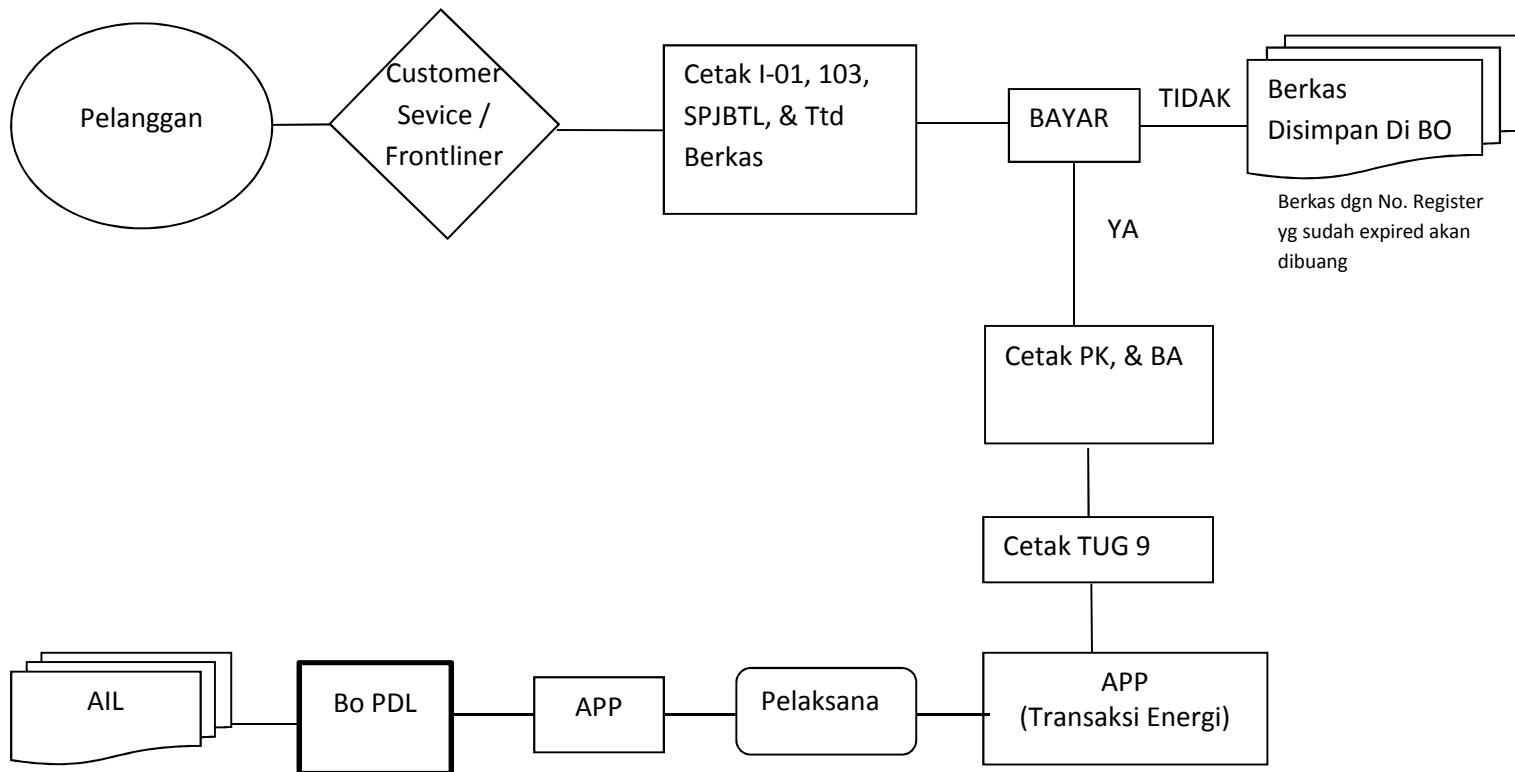 Pelanggan
Customer
Sevice /
Frontliner
Cetak I-01, 103,
SPJBTL, & Ttd
Berkas
BAYAR
TIDAK
Berkas
Disimpan Di BO
Berkas dgn No. Register
yg sudah expired akan
dibuang
YA
Cetak PK, & BA
Cetak TUG 9
APP
(Transaksi Energi)
Pelaksana
APP
Bo PDL
AIL